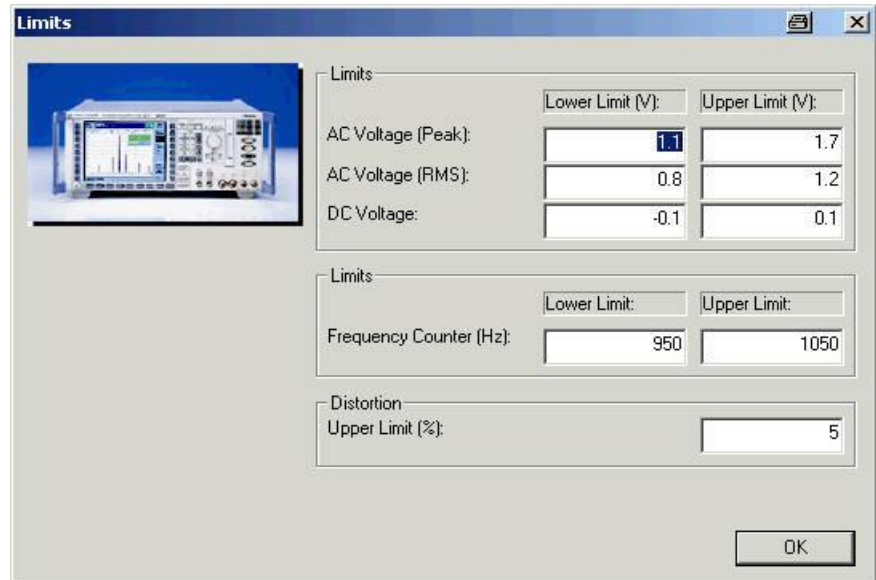 Limits
Limits
Lower Limit (V): Upper Limit (V):
AC Voltage (Peak): 1.1 1.7
AC Voltage (RMS): 0.8 1.2
DC Voltage: -0.1 0.1
Limits
Lower Limit: Upper Limit:
Frequency Counter (Hz): 950 1050
Distortion
Upper Limit (%): 5
OK